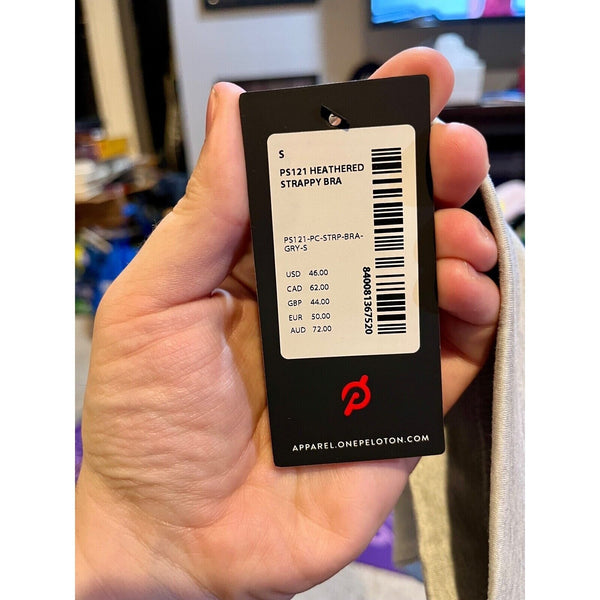 S
PS121 HEATHERED
STRAPPY BRA
PS121-PC-STRP-BRA-
GRY-S
USD 46.00
CAD 62.00
GBP 44.00
EUR 50.00
AUD 72.00
840081367520
APPAREL.ONEPELOTON.COM